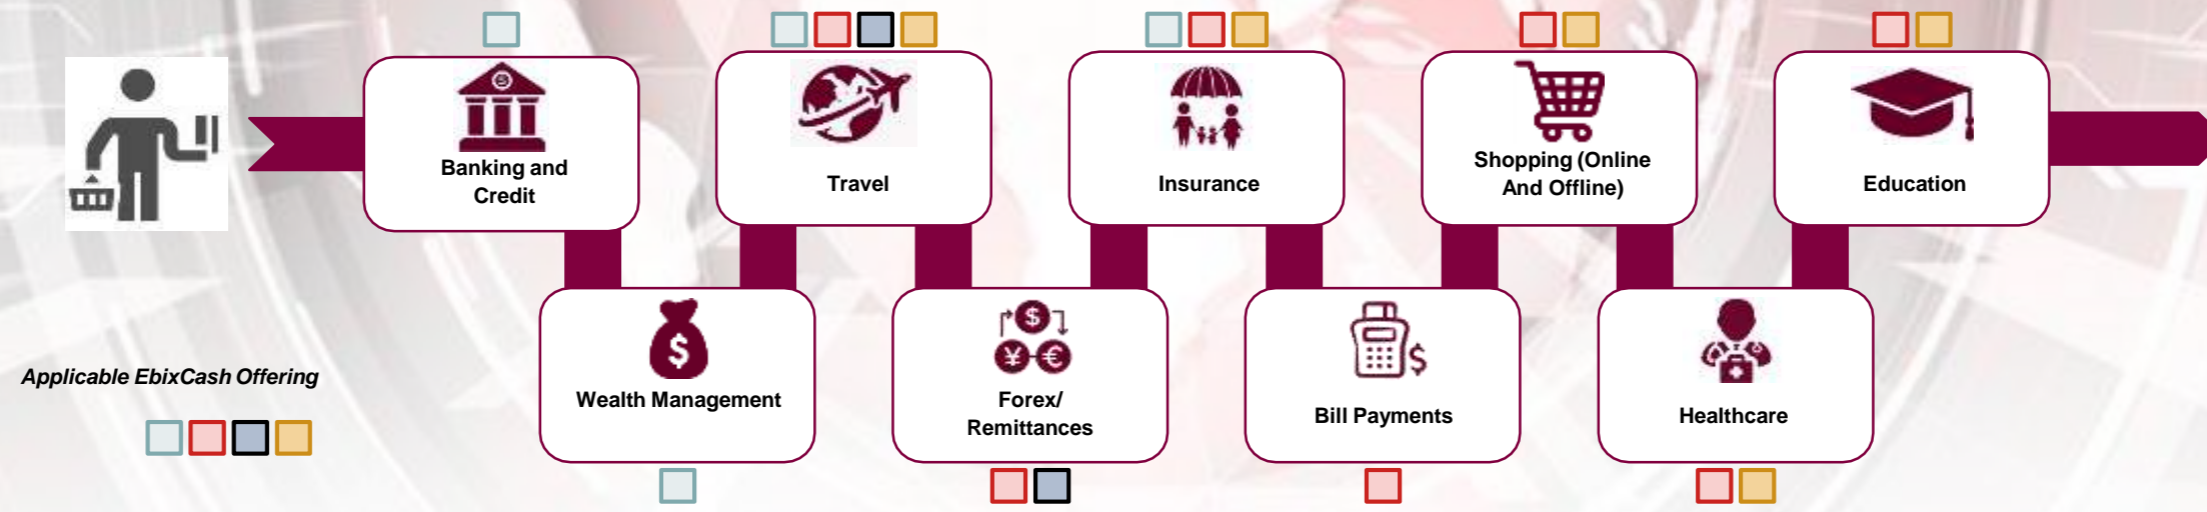 Banking and
Credit
Travel
Insurance
Shopping (Online
And Offline)
Education
Wealth Management
Forex/
Remittances
Bill Payments
Healthcare
Applicable EbixCash Offering